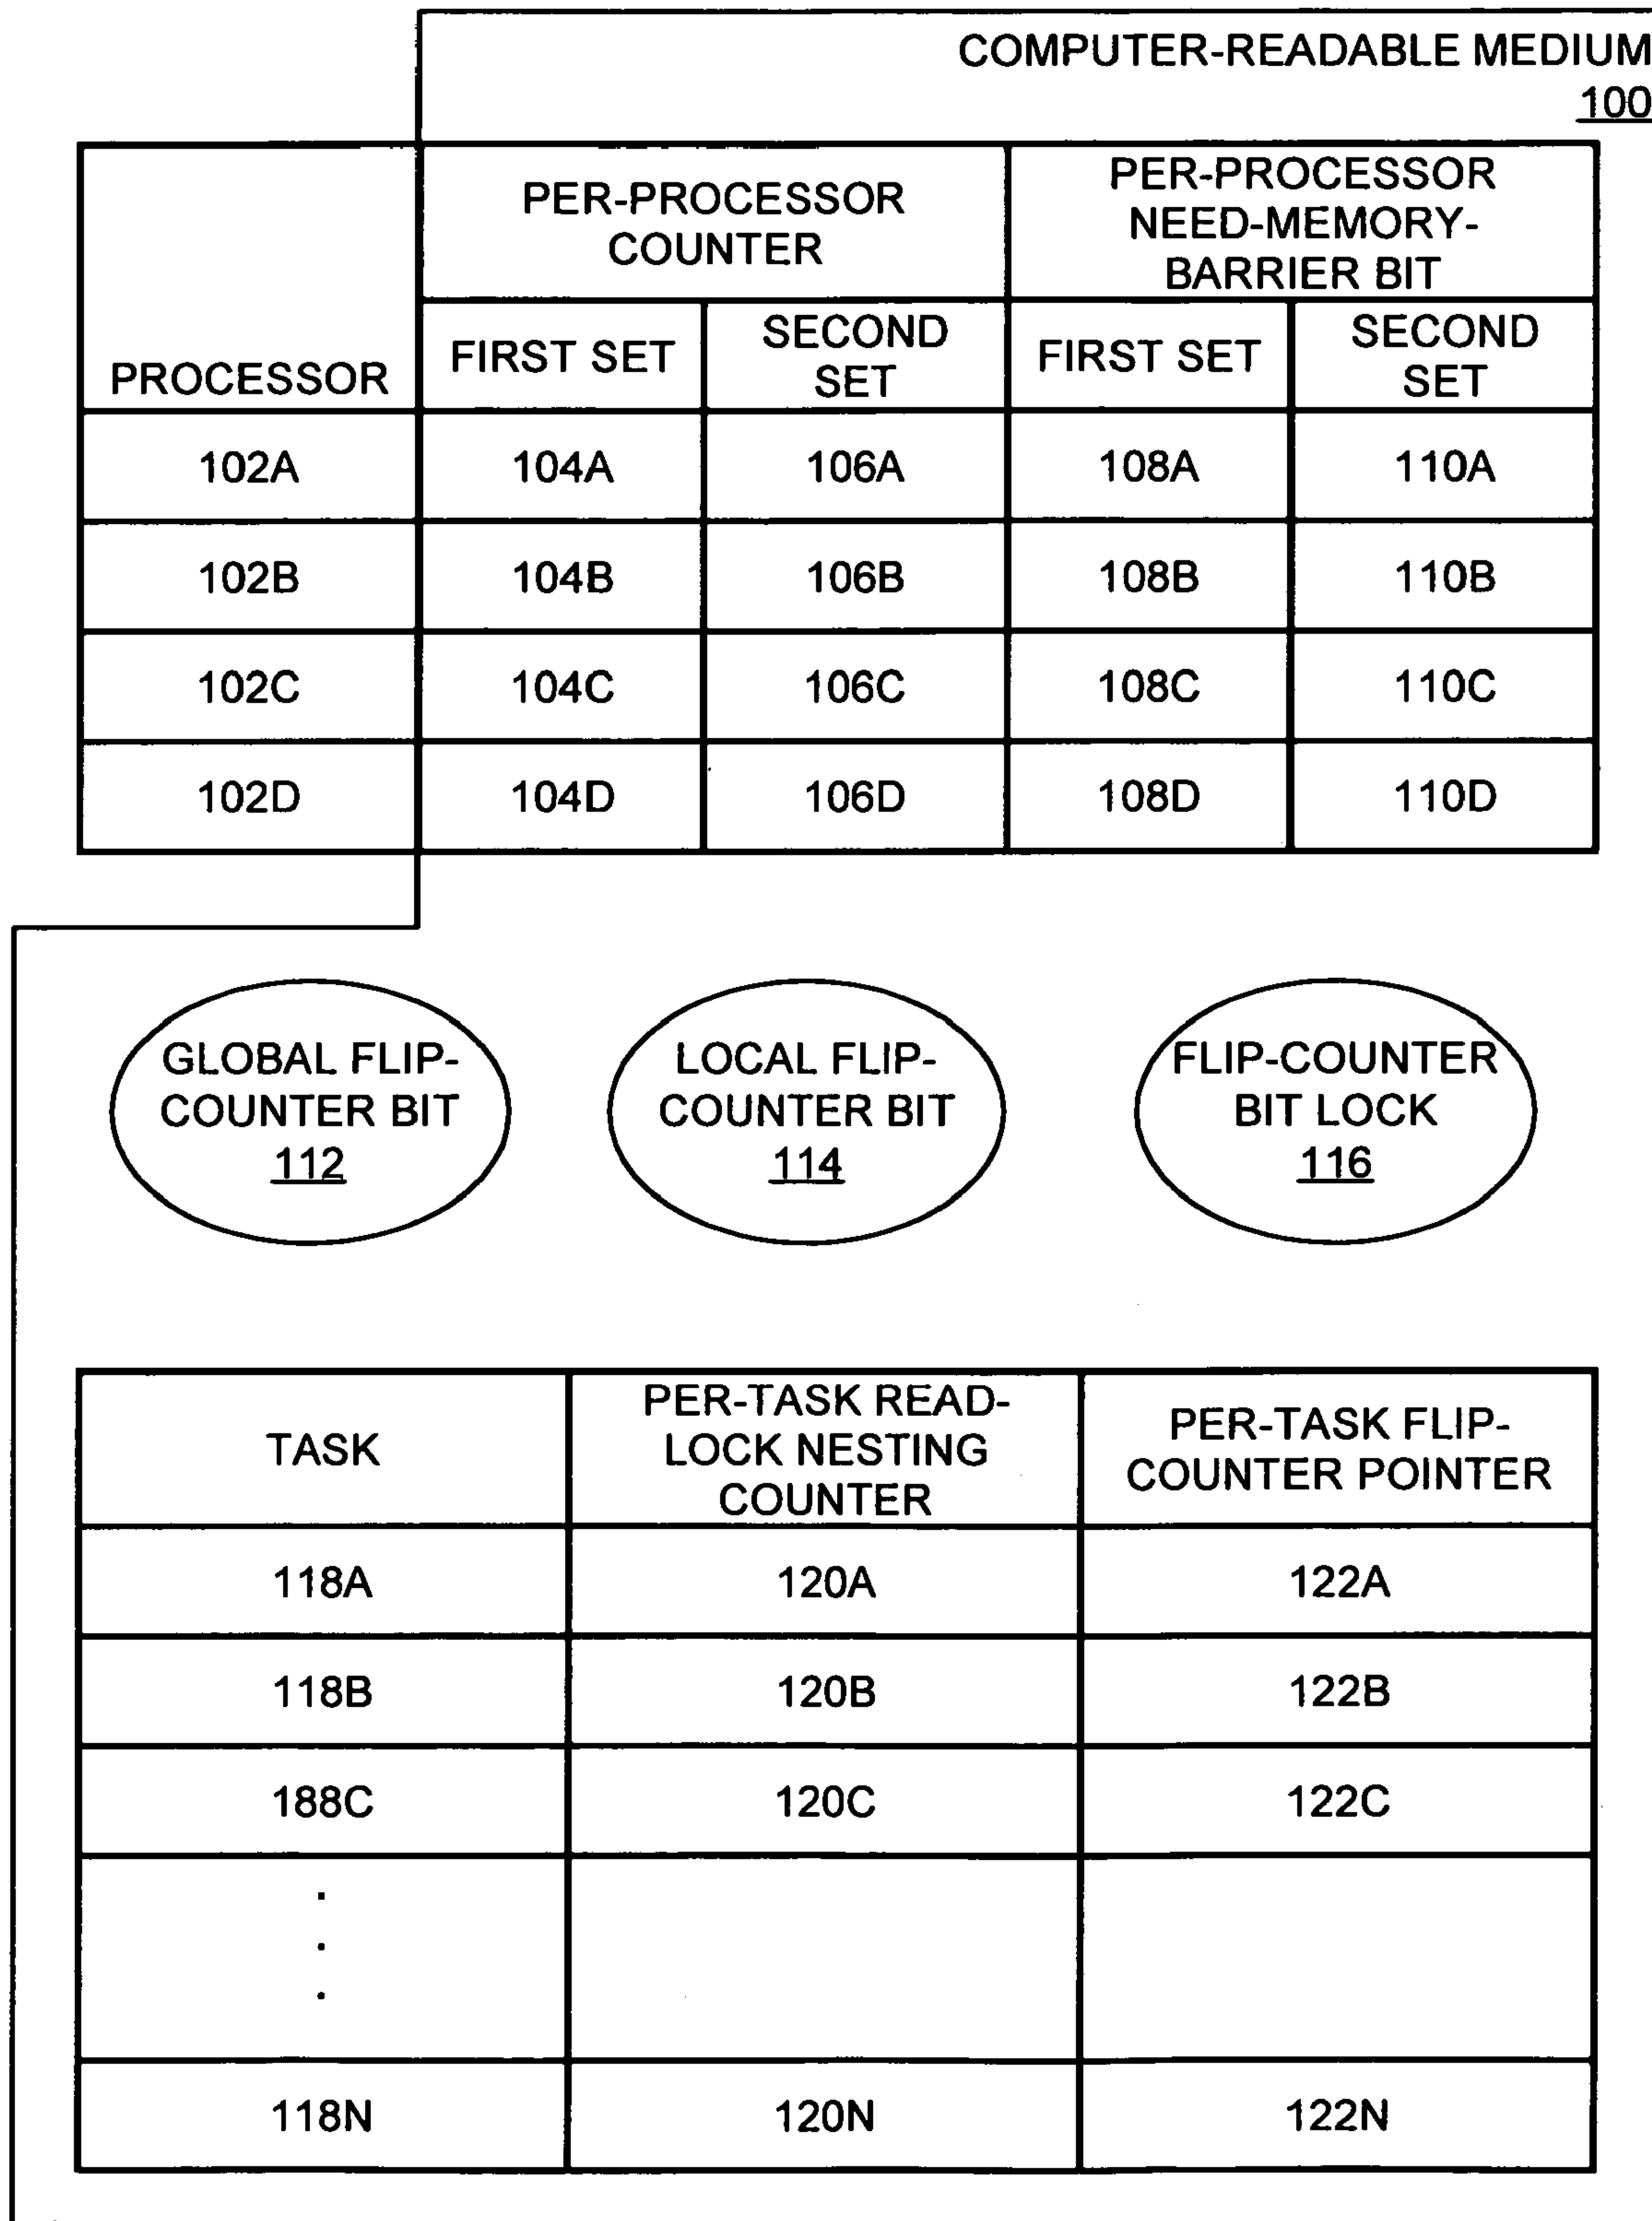 COMPUTER-READABLE MEDIUM
100
PER-PROCESSOR
COUNTER
PER-PROCESSOR
NEED-MEMORY-
BARRIER BIT
PROCESSOR
FIRST SET
SECOND
SET
FIRST SET
SECOND
SET
102A 104A 106A 108A 110A
102B 104B 106B 108B 110B
102C 104C 106C 108C 110C
102D 104D 106D 108D 110D
GLOBAL FLIP-
COUNTER BIT
112
LOCAL FLIP-
COUNTER BIT
114
FLIP-COUNTER
BIT LOCK
116
TASK
PER-TASK READ-
LOCK NESTING
COUNTER
PER-TASK FLIP-
COUNTER POINTER
118A 120A 122A
118B 120B 122B
188C 120C 122C
.
.
.
118N 120N 122N